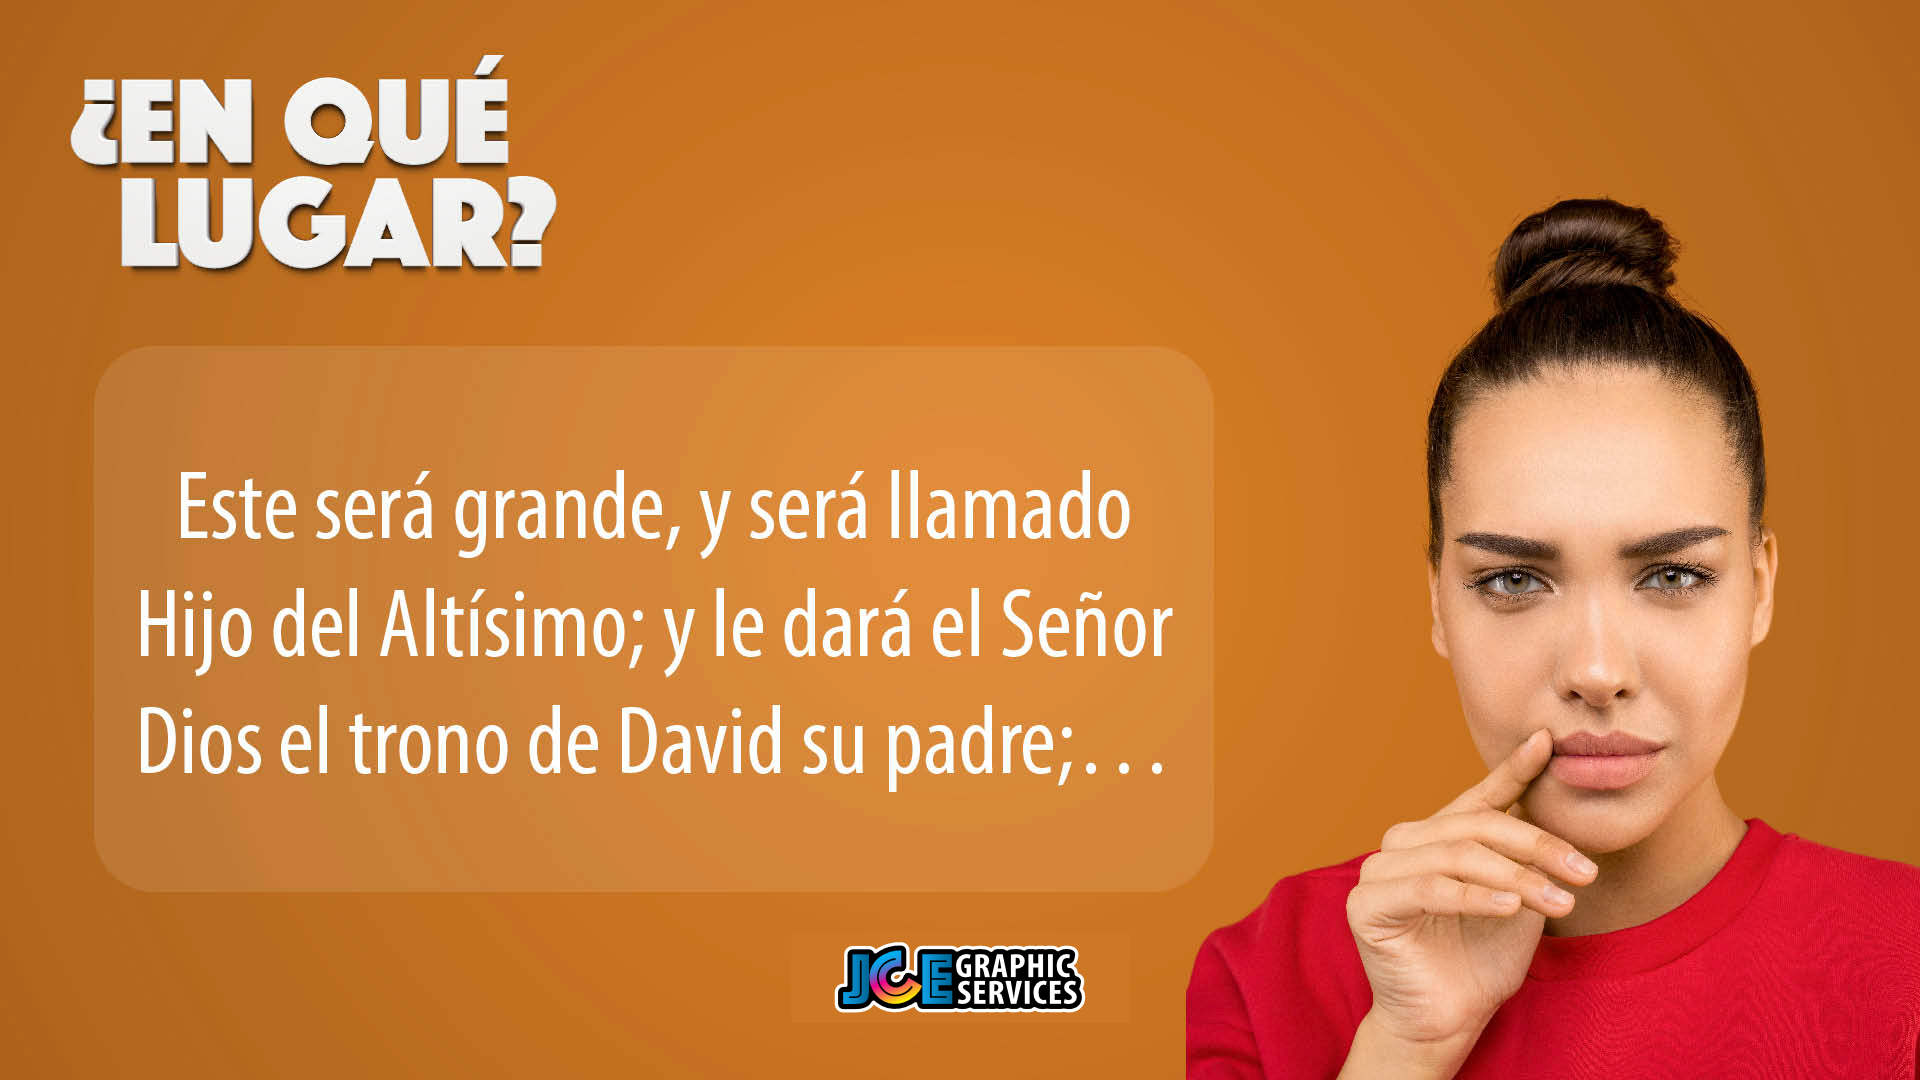 ¿EN QUÉ
LUGAR?
Este será grande, y será llamado
Hijo del Altísimo; y le dará el Señor
Dios el trono de David su padre;...
JCE GRAPHIC
SERVICES